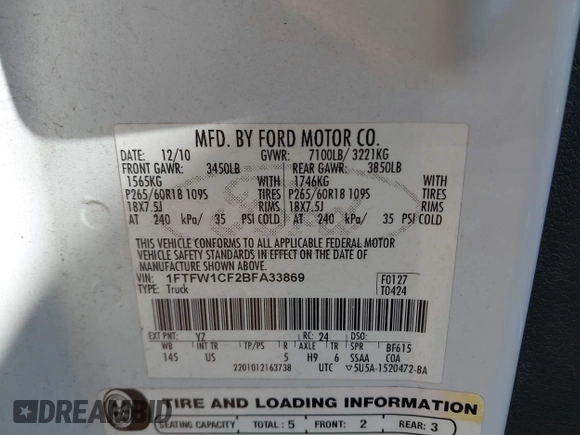 MFD. BY FORD MOTOR CO.
DATE: 12/10 GVWR: 7100LB/ 3221KG
FRONT GAWR: 3450LB REAR GAWR: 3850LB
1565KG WITH 1746KG WITH
P265/60R18 109S TIRES P265/60R18 109S TIRES
18X7.5J RIMS 18X7.5J RIMS
AT 240 kPa/ 35 PSI COLD AT 240 kPa/ 35 PSI COLD
THIS VEHICLE CONFORMS TO ALL APPLICABLE FEDERAL MOTOR
VEHICLE SAFETY STANDARDS IN EFFECT ON THE DATE OF
MANUFACTURE SHOWN ABOVE.
VIN: 1FTFW1CF2BFA33869 F0127
TYPE: Truck T0424
EXT PNT: YZ RC: 24 DSO:
WB INT TR TP/PS R AXLE TR SPR BF615
145 US 5 H9 6 SSAA COA
2201012163738 UTC ▽5U5A-1520472-BA
TIRE AND LOADING INFORMATION
SEATING CAPACITY TOTAL: 5 FRONT: 2 REAR: 3
DREAMBID